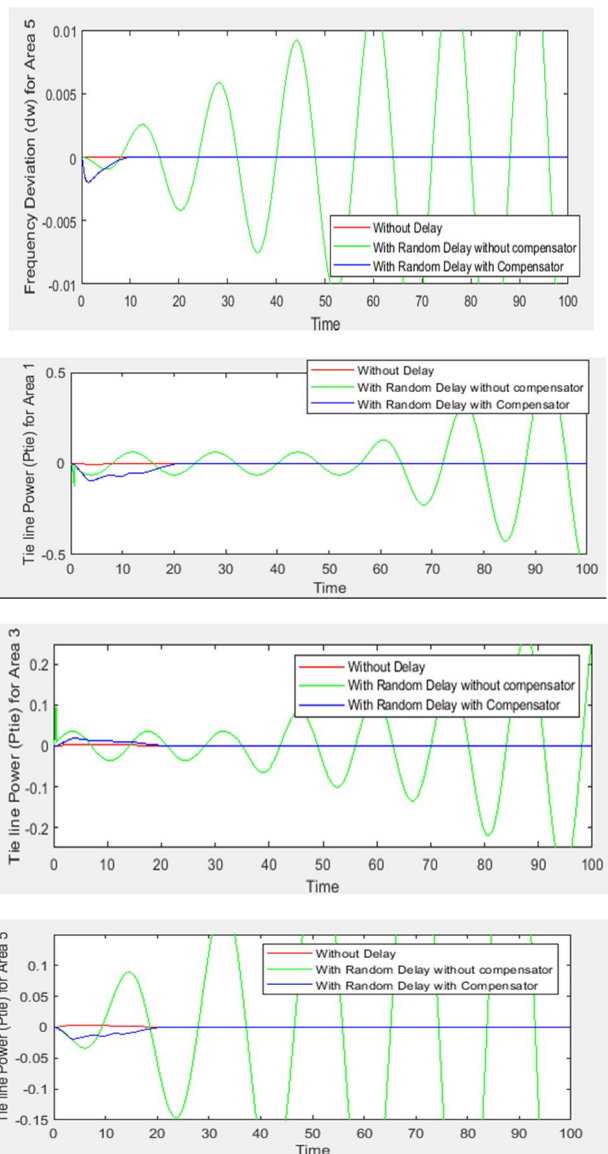 Frequency Deviation (dw) for Area 5
0.01
0.005
0
-0.005
-0.01
Without Delay
With Random Delay without compensator
With Random Delay with Compensator
0 10 20 30 40 50 60 70 80 90 100
Time
Tie line Power (Ptie) for Area 1
0.5
0
-0.5
Without Delay
With Random Delay without compensator
With Random Delay with Compensator
0 10 20 30 40 50 60 70 80 90 100
Time
Tie line Power (Ptie) for Area 3
0.2
0.1
0
-0.1
-0.2
Without Delay
With Random Delay without compensator
With Random Delay with Compensator
0 10 20 30 40 50 60 70 80 90 100
Time
Tie line Power (Ptie) for Area 5
0.1
0.05
0
-0.05
-0.1
-0.15
Without Delay
With Random Delay without compensator
With Random Delay with Compensator
0 10 20 30 40 50 60 70 80 90 100
Time